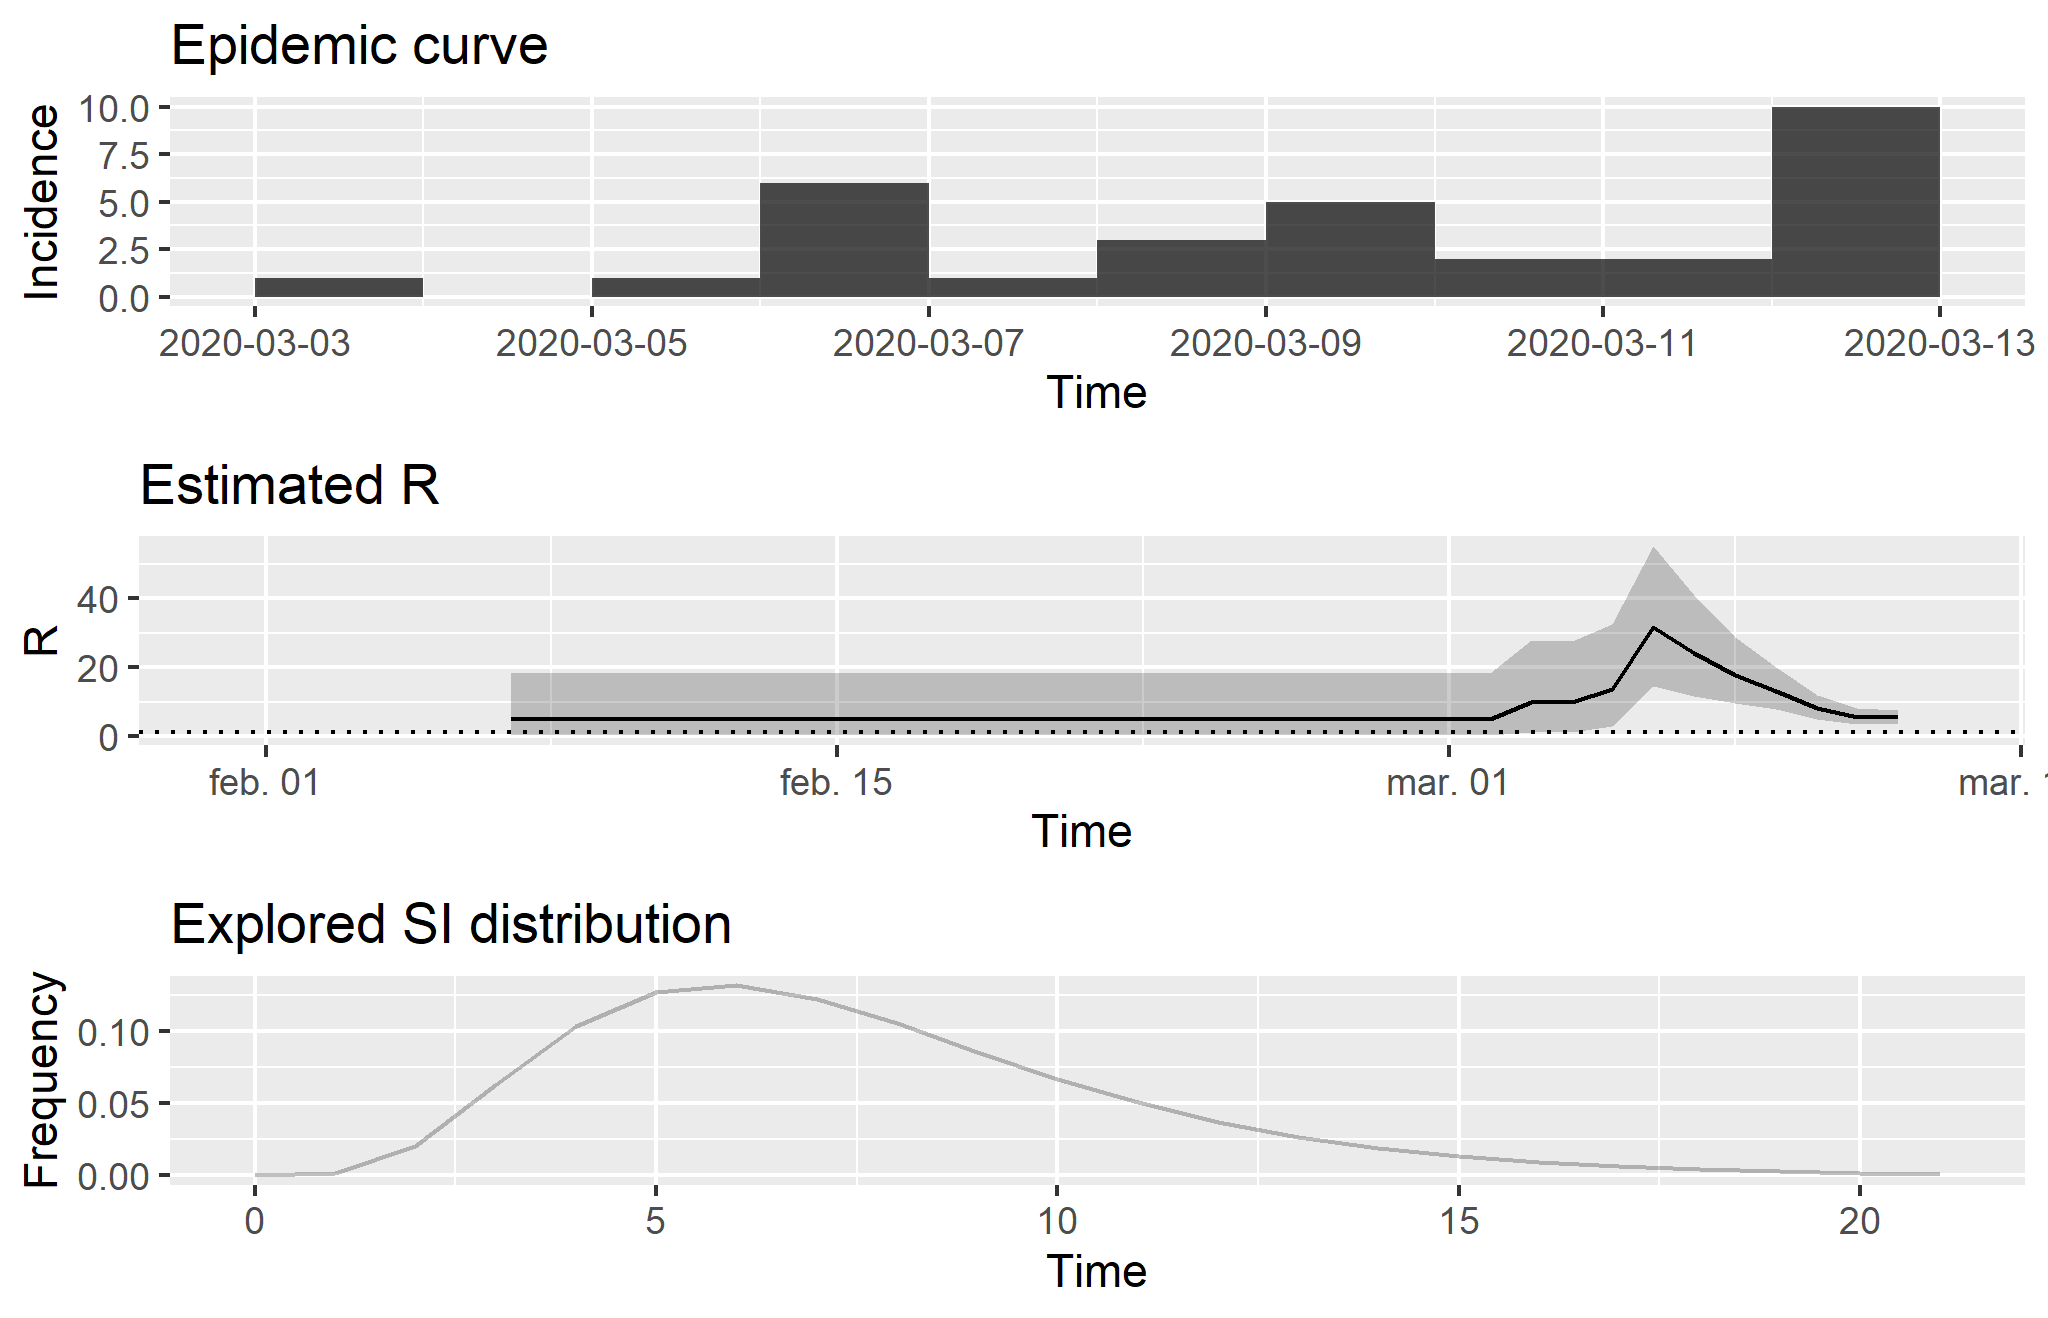 Epidemic curve
Incidence
10.0
7.5
5.0
2.5
0.0
2020-03-03 2020-03-05 2020-03-07 2020-03-09 2020-03-11 2020-03-13
Time
Estimated R
R
40
20
0
feb. 01 feb. 15 mar. 01 mar.
Time
Explored SI distribution
Frequency
0.10
0.05
0.00
0 5 10 15 20
Time